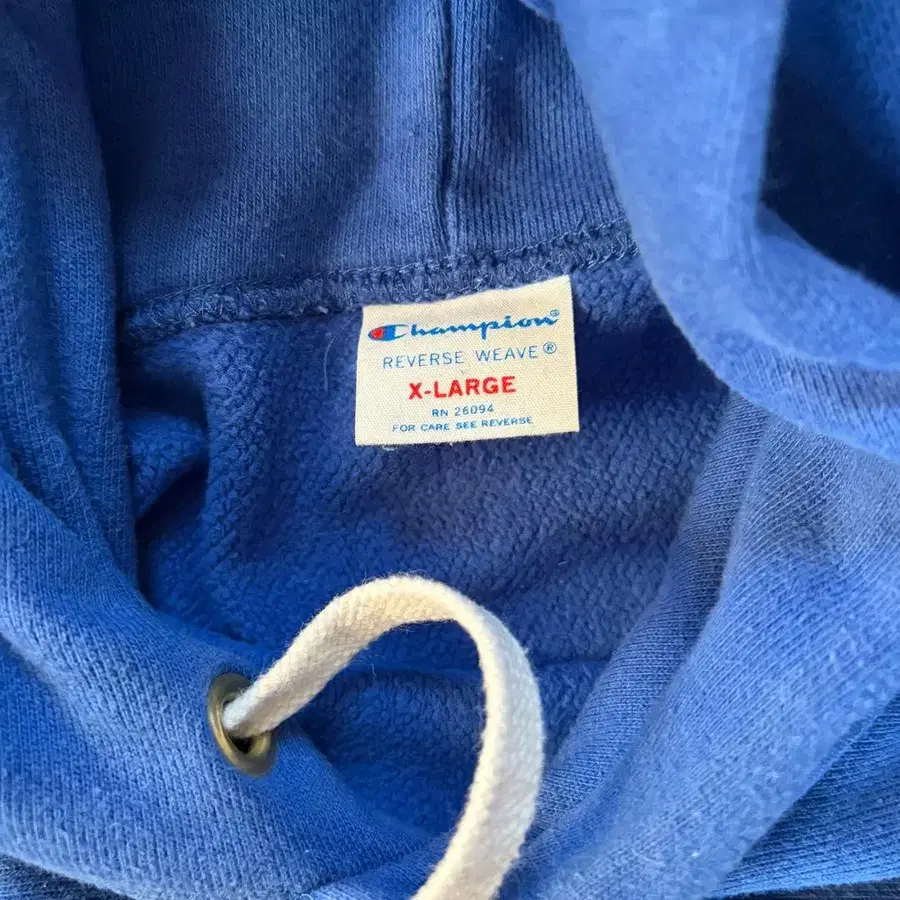 Champion®
REVERSE WEAVE®
X-LARGE
RN 26094
FOR CARE SEE REVERSE